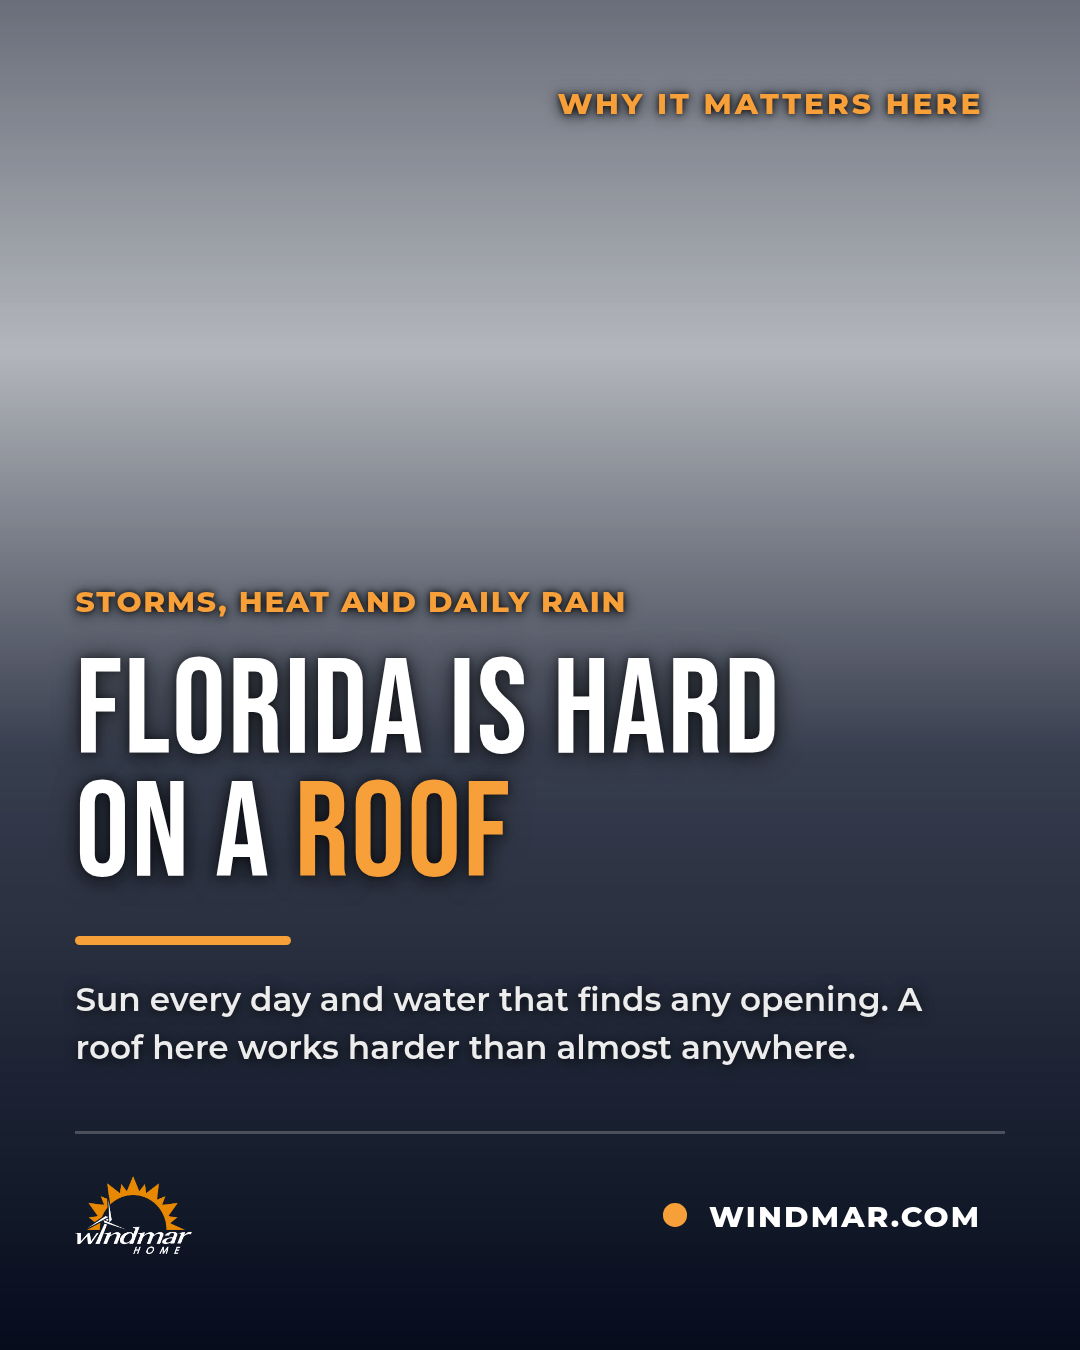 WHY IT MATTERS HERE
STORMS, HEAT AND DAILY RAIN
FLORIDA IS HARD
ON A ROOF
Sun every day and water that finds any opening. A
roof here works harder than almost anywhere.
windmar
HOME
WINDMAR.COM